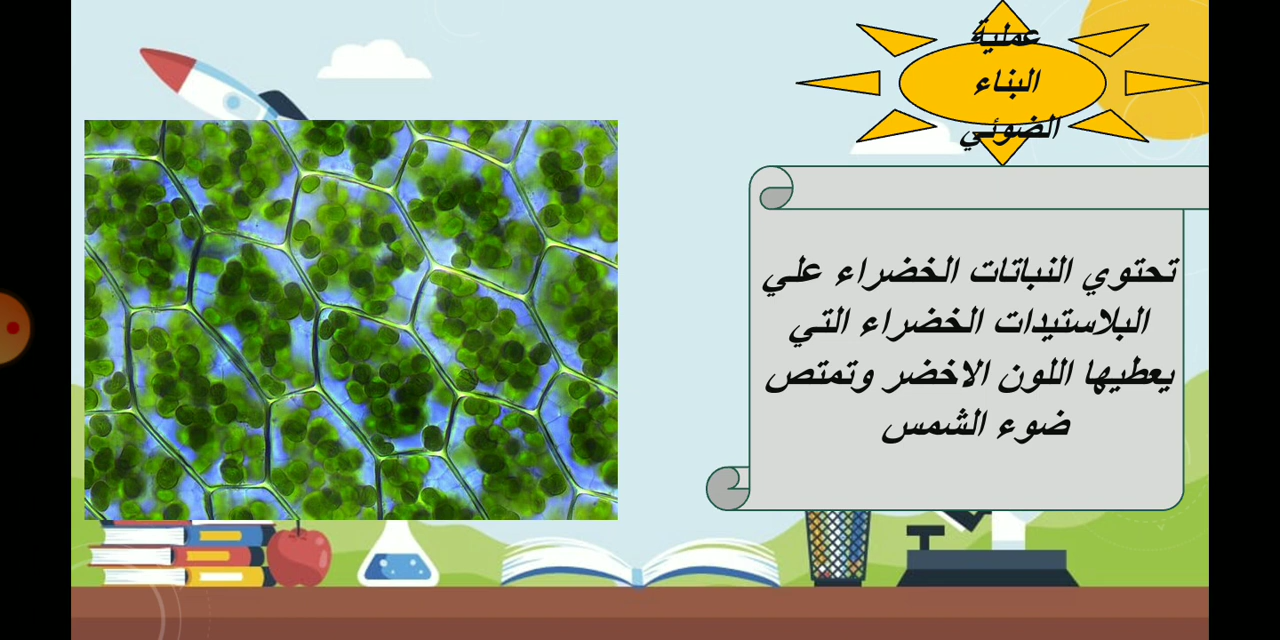 عملية
البناء
الضوئي
تحتوي النباتات الخضراء علي
البلاستيدات الخضراء التي
يعطيها اللون الاخضر وتمتص
ضوء الشمس